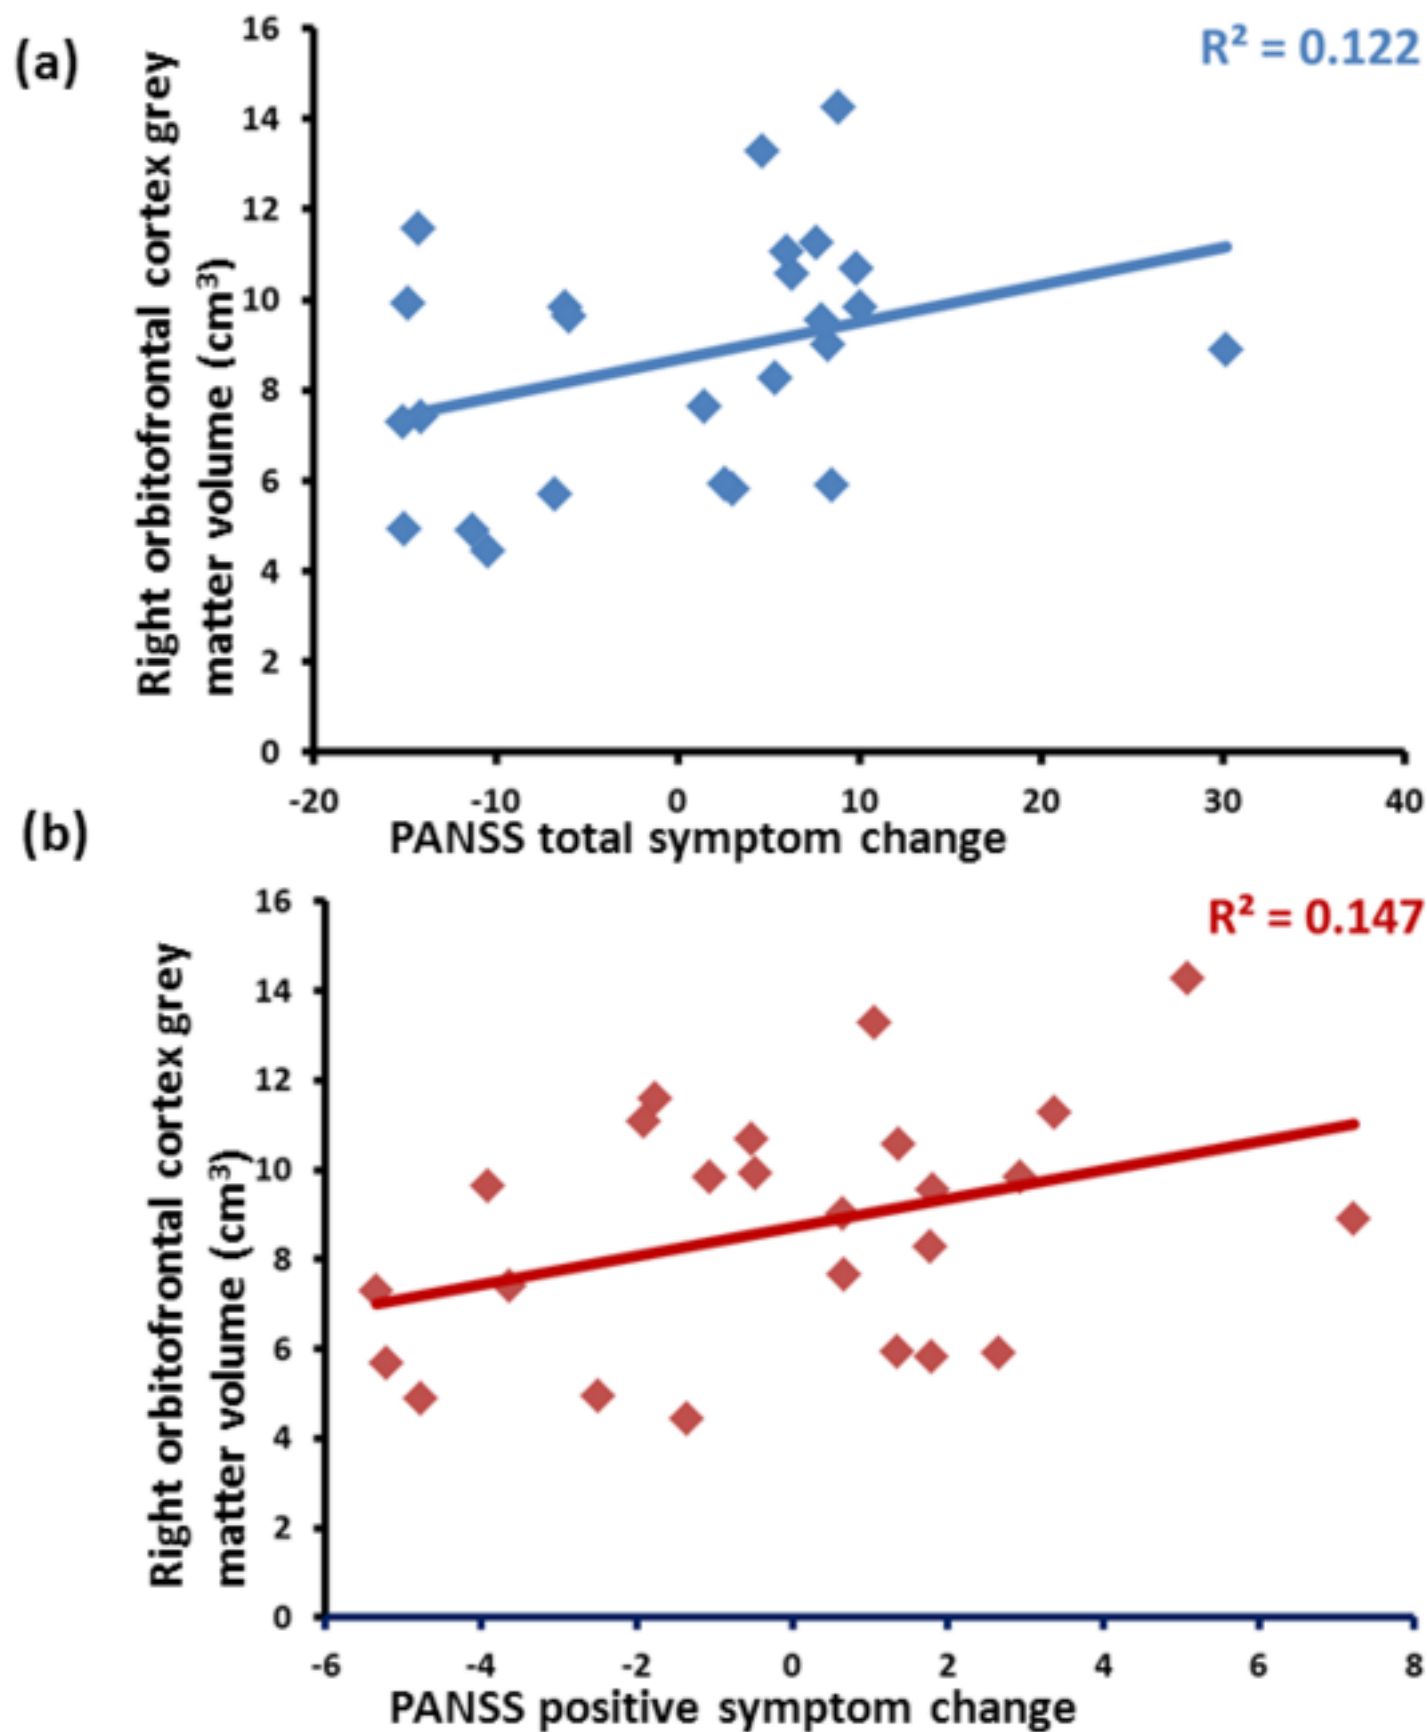 (a)
R² = 0.122
Right orbitofrontal cortex grey
matter volume (cm³)
16
14
12
10
8
6
4
2
0
-20 -10 0 10 20 30 40
PANSS total symptom change
(b)
R² = 0.147
Right orbitofrontal cortex grey
matter volume (cm³)
16
14
12
10
8
6
4
2
0
-6 -4 -2 0 2 4 6 8
PANSS positive symptom change